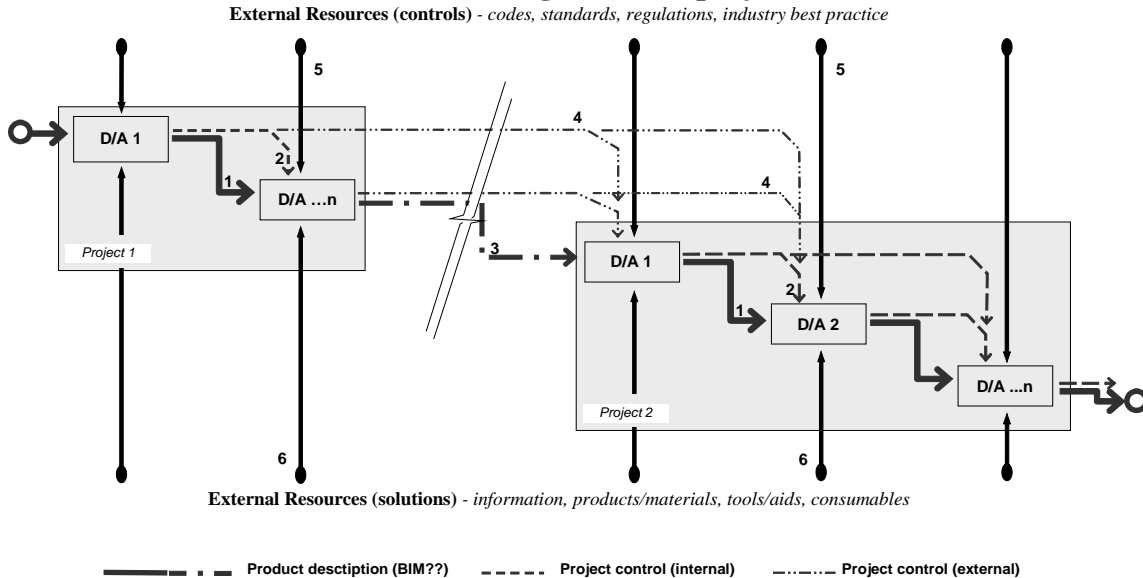 External Resources (controls) - codes, standards, regulations, industry best practice
5
5
4
D/A 1
2
1
D/A …n
4
Project 1
3
D/A 1
2
1
D/A 2
D/A ...n
Project 2
6
6
External Resources (solutions) - information, products/materials, tools/aids, consumables
Product desctiption (BIM??)
Project control (internal)
Project control (external)